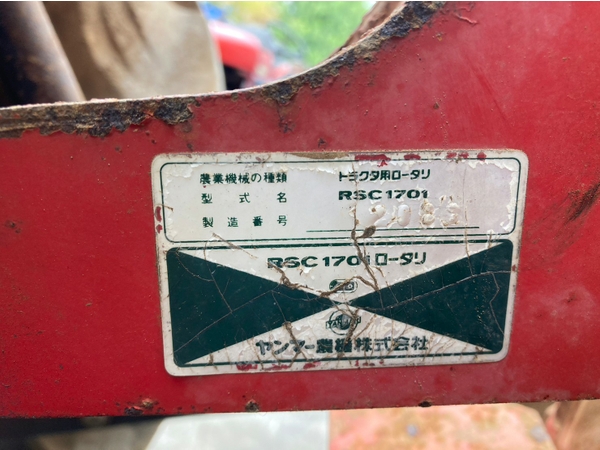 農業機械の種類 トラクタ用ロータリ
型式名 RSC1701
製造番号
RSC1701ロータリ
ヤンマー農機株式会社